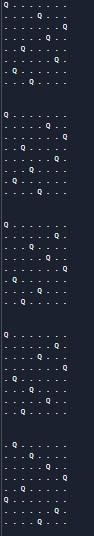 Q . . . . . . .
. . . . Q . . .
. . . . . . . Q
. . . . . Q . .
. . Q . . . . .
. . . . . . Q .
. Q . . . . . .
. . . Q . . . .
Q . . . . . . .
. . . . . Q . .
. . . . . . . Q
. . Q . . . . .
. . . . . . Q .
. . . Q . . . .
. Q . . . . . .
. . . . Q . . .
Q . . . . . . .
. . . . . . Q .
. . . Q . . . .
. . . . . Q . .
. . . . . . . Q
. Q . . . . . .
. . . . Q . . .
. . Q . . . . .
Q . . . . . . .
. . . . . . Q .
. . . . Q . . .
. . . . . . . Q
. Q . . . . . .
. . . Q . . . .
. . . . . Q . .
. . Q . . . . .
. Q . . . . . .
. . . Q . . . .
. . . . . Q . .
. . . . . . . Q
. . Q . . . . .
Q . . . . . . .
. . . . . . Q .
. . . . Q . . .